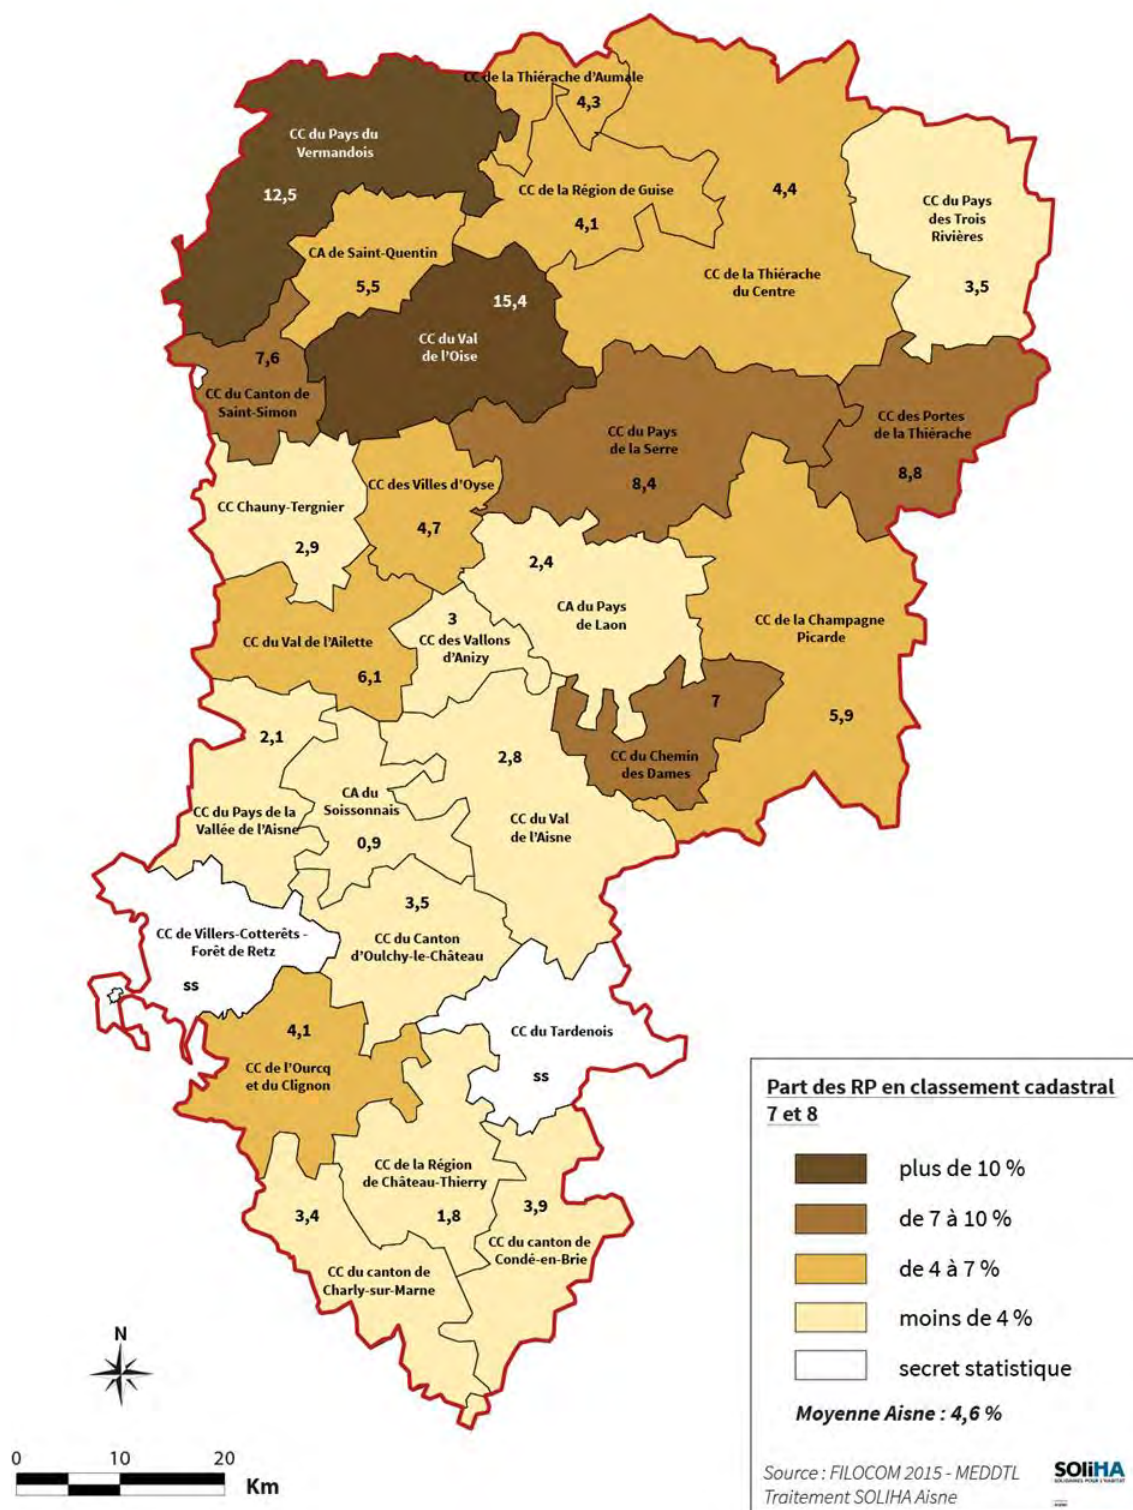 CC de la Thiérache d'Aumale
4,3
CC du Pays du
Vermandois
12,5
CC de la Région de Guise
4,1
4,4
CC de la Thiérache
du Centre
CC du Pays
des Trois
Rivières
3,5
CA de Saint-Quentin
5,5
15,4
CC du Val
de l'Oise
7,6
CC du Canton de
Saint-Simon
CC du Pays
de la Serre
8,4
CC des Portes
de la Thiérache
8,8
CC Chauny-Tergnier
2,9
CC des Villes d'Oyse
4,7
2,4
CA du Pays
de Laon
CC de la Champagne
Picarde
5,9
CC du Val de l'Ailette
6,1
3
CC des Vallons
d'Anizy
7
CC du Chemin
des Dames
2,1
CC du Pays de la
Vallée de l'Aisne
CA du
Soissonnais
0,9
2,8
CC du Val
de l'Aisne
CC de Villers-Cotterêts -
Forêt de Retz
ss
3,5
CC du Canton
d'Oulchy-le-Château
CC du Tardenois
ss
4,1
CC de l'Ourcq
et du Clignon
CC de la Région
de Château-Thierry
1,8
3,4
CC du canton de
Charly-sur-Marne
3,9
CC du canton de
Condé-en-Brie
N
0 10 20
Km
Part des RP en classement cadastral
7 et 8
plus de 10 %
de 7 à 10 %
de 4 à 7 %
moins de 4 %
secret statistique
Moyenne Aisne : 4,6 %
Source : FILOCOM 2015 - MEDDTL
Traitement SOLIHA Aisne
SOliHA
SOLIDAIRES POUR L'HABITAT